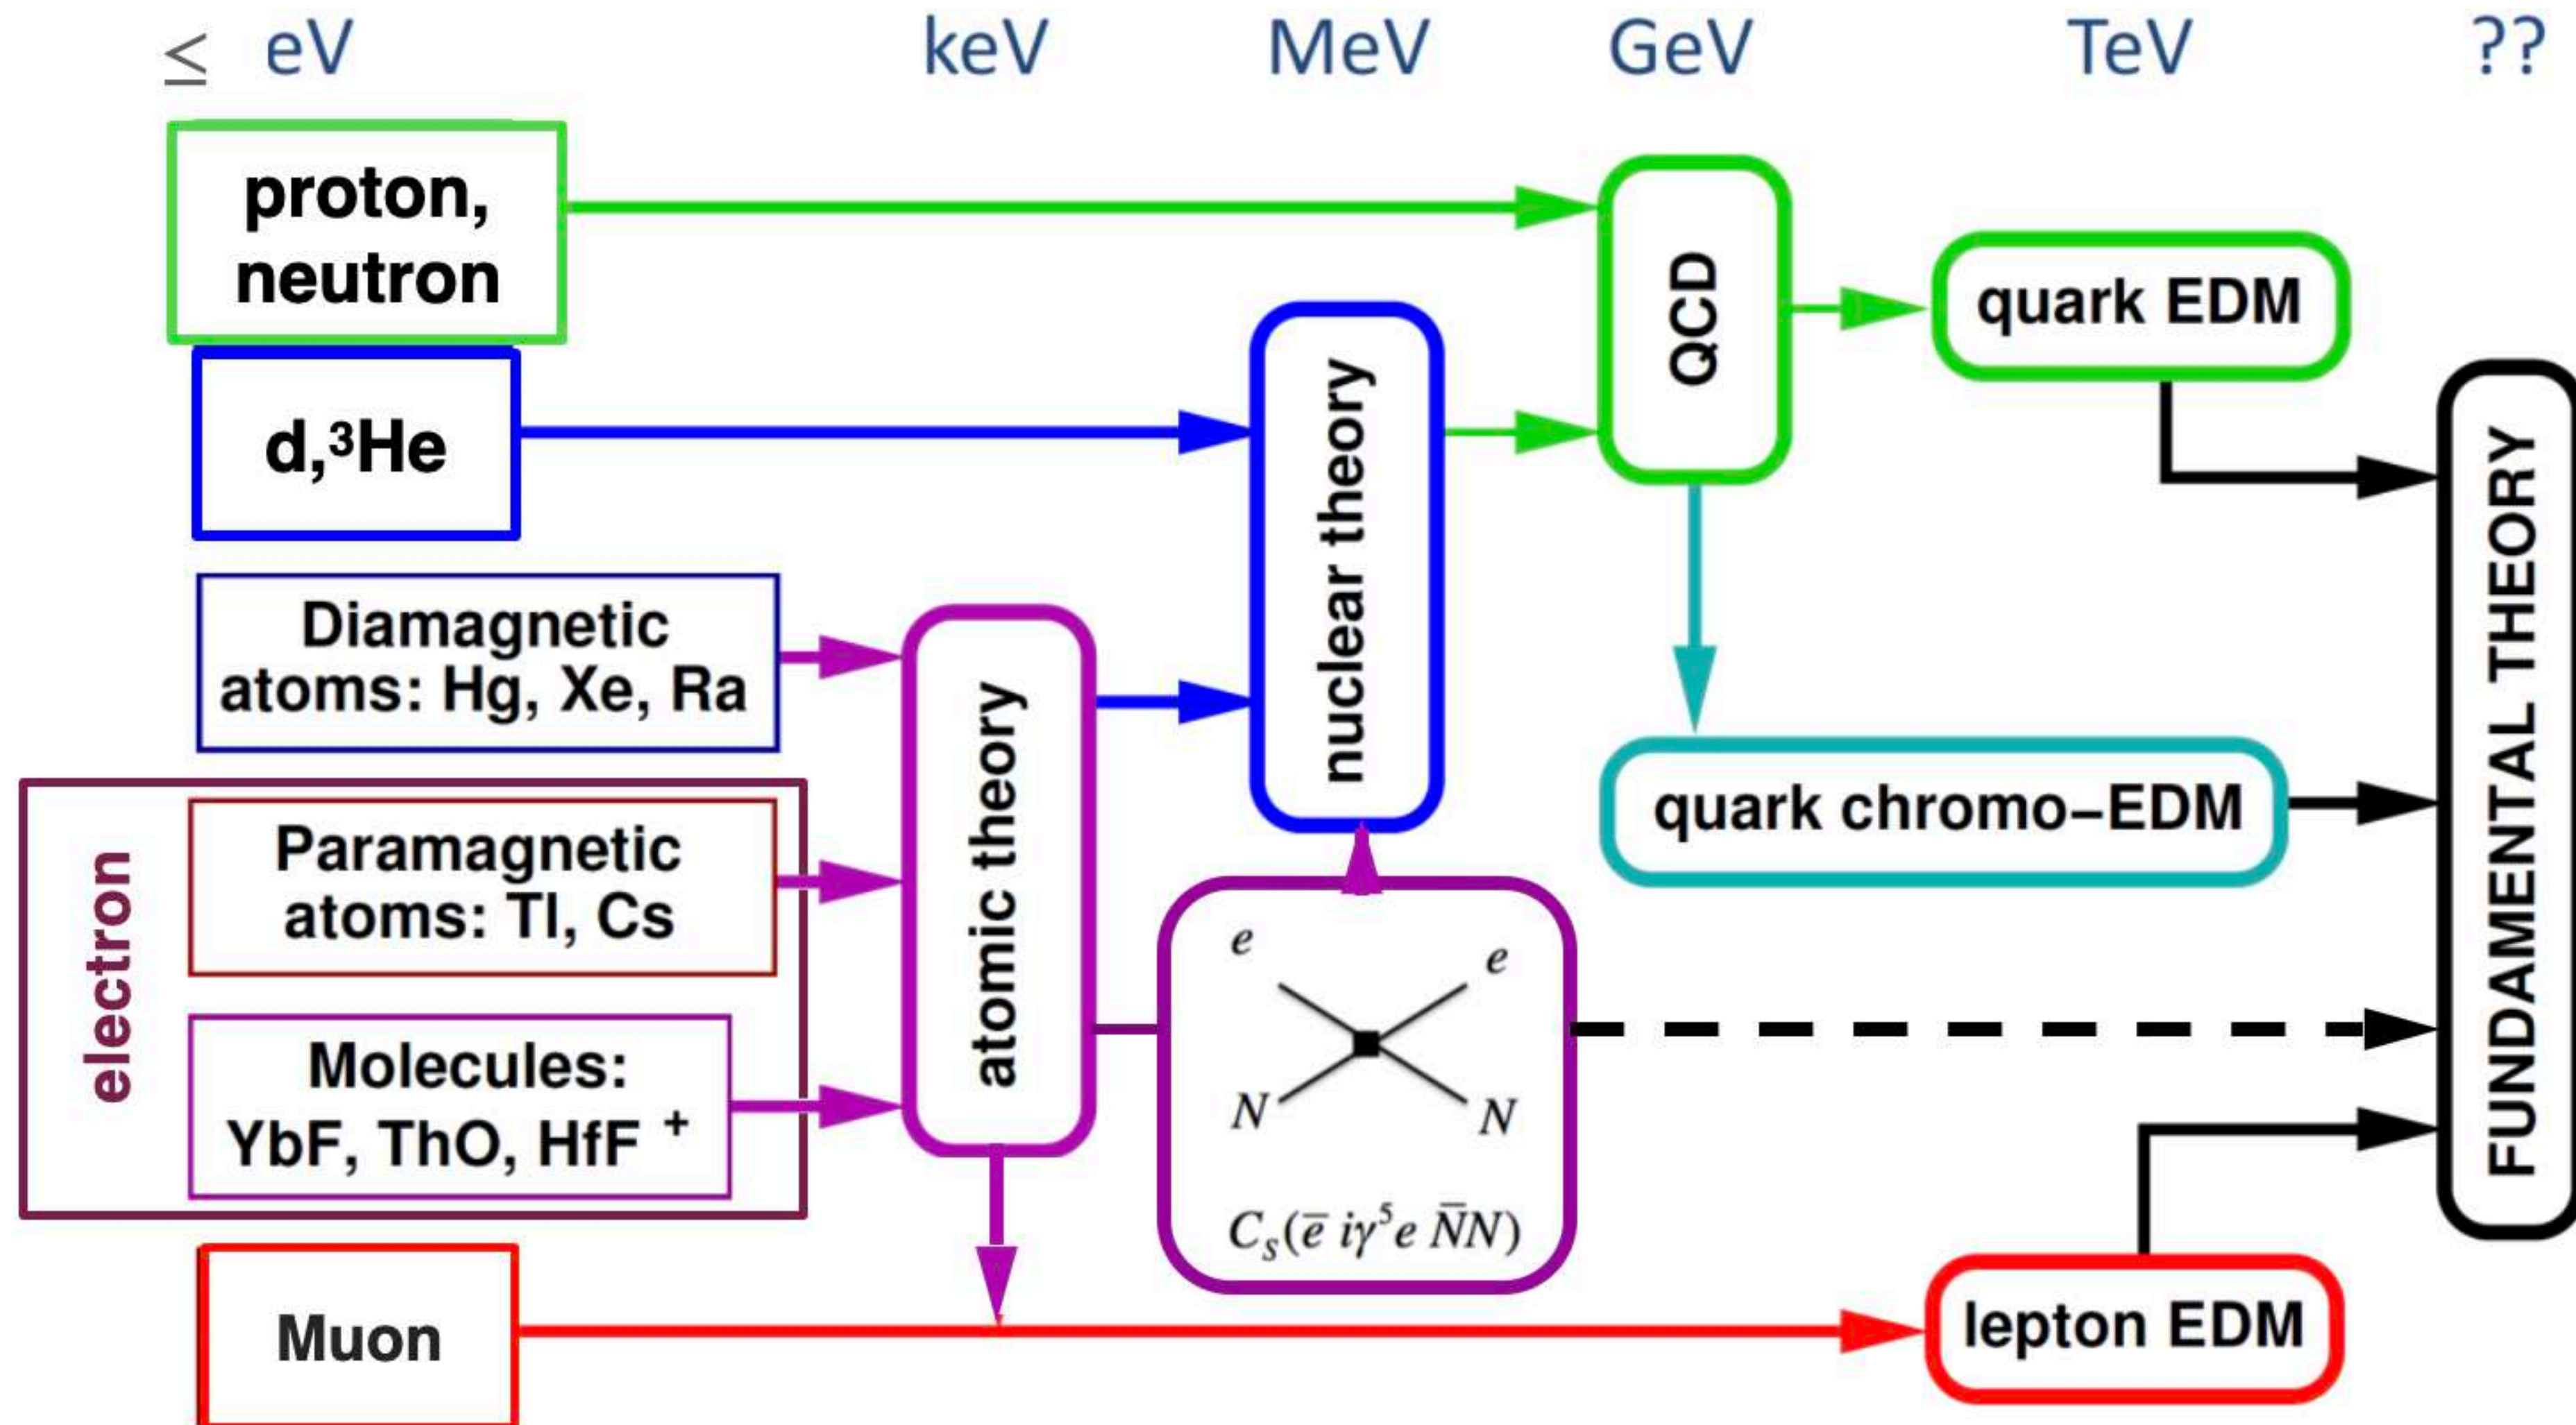 ≤ eV keV MeV GeV TeV ??
proton,
neutron
d,³He
Diamagnetic
atoms: Hg, Xe, Ra
electron
Paramagnetic
atoms: Tl, Cs
Molecules:
YbF, ThO, HfF +
Muon
atomic theory
nuclear theory
e
e
N
N
C_s(e̅ iγ⁵e N̅N)
QCD
quark EDM
quark chromo–EDM
lepton EDM
FUNDAMENTAL THEORY